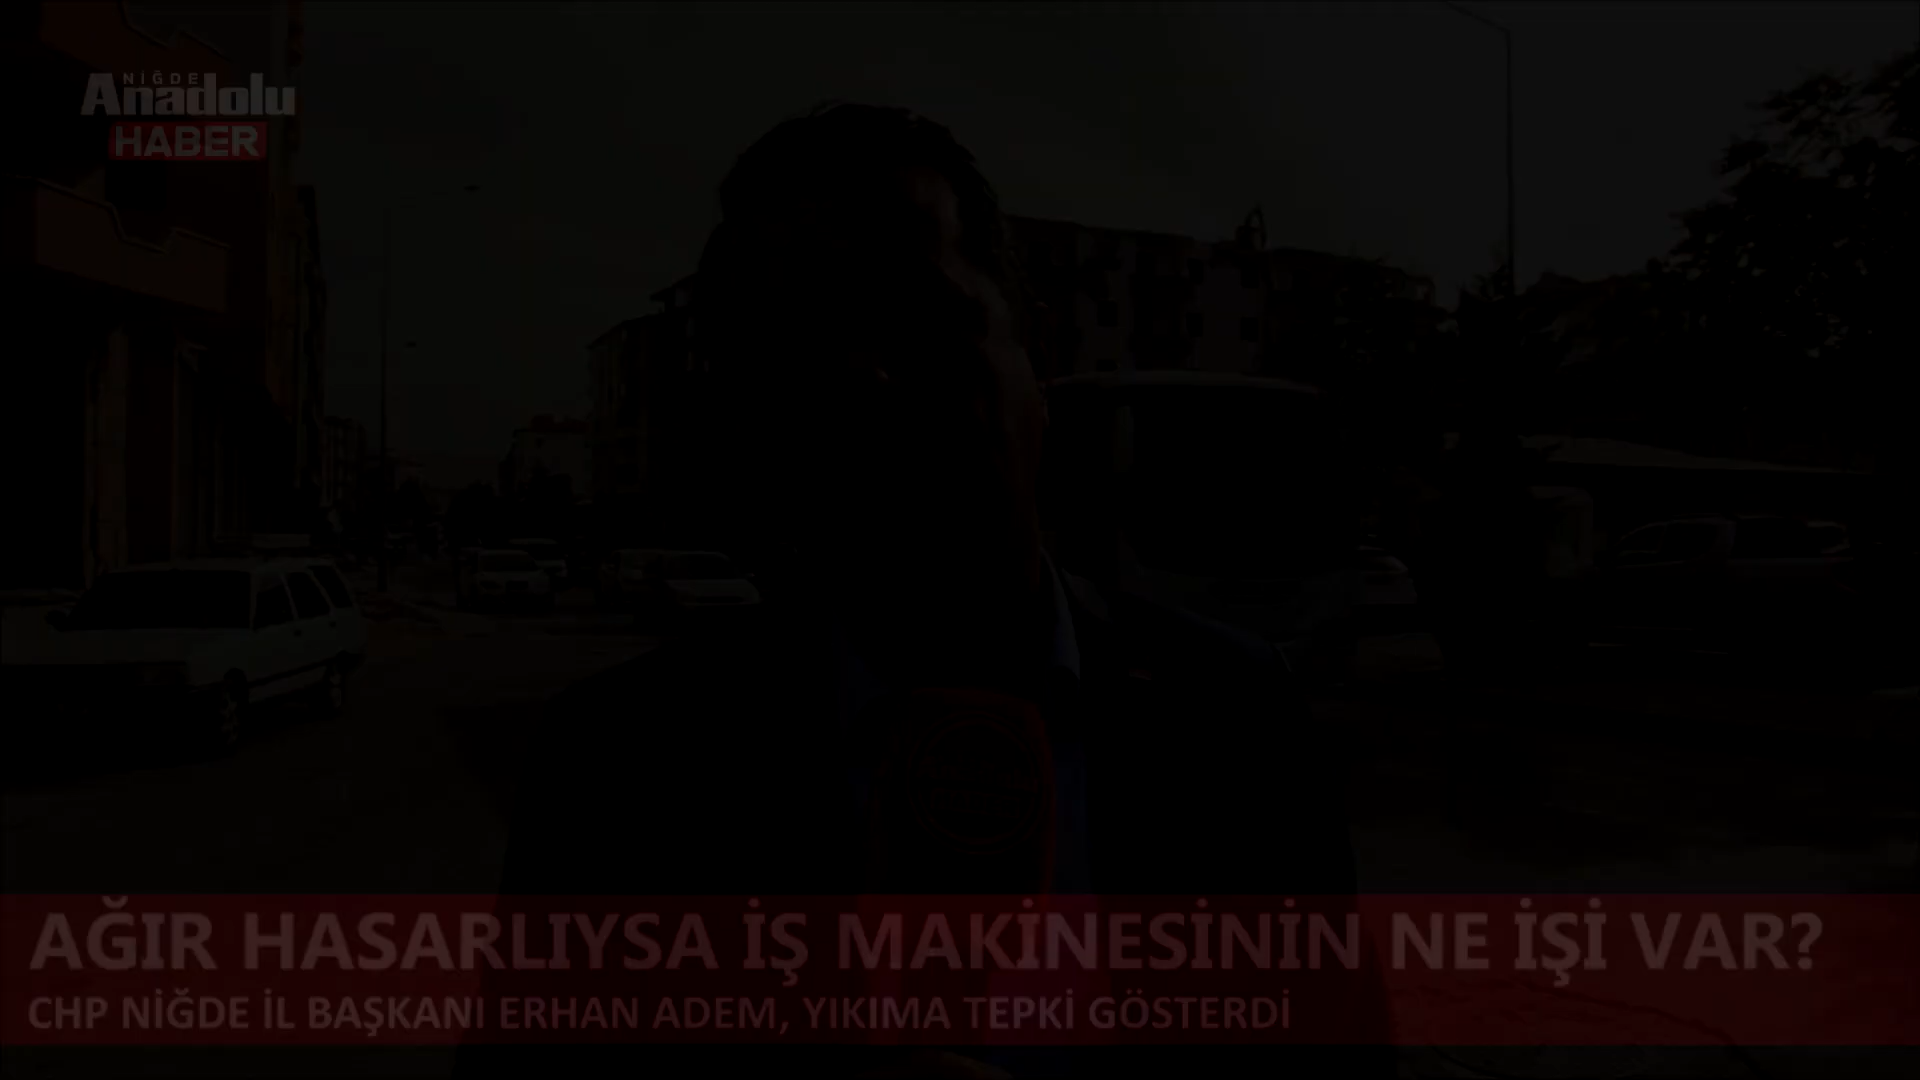 NİĞDE
Anadolu
HABER
AĞIR HASARLIYSA İŞ MAKİNESİNİN NE İŞİ VAR?
CHP NİĞDE İL BAŞKANI ERHAN ADEM, YIKIMA TEPKİ GÖSTERDİ